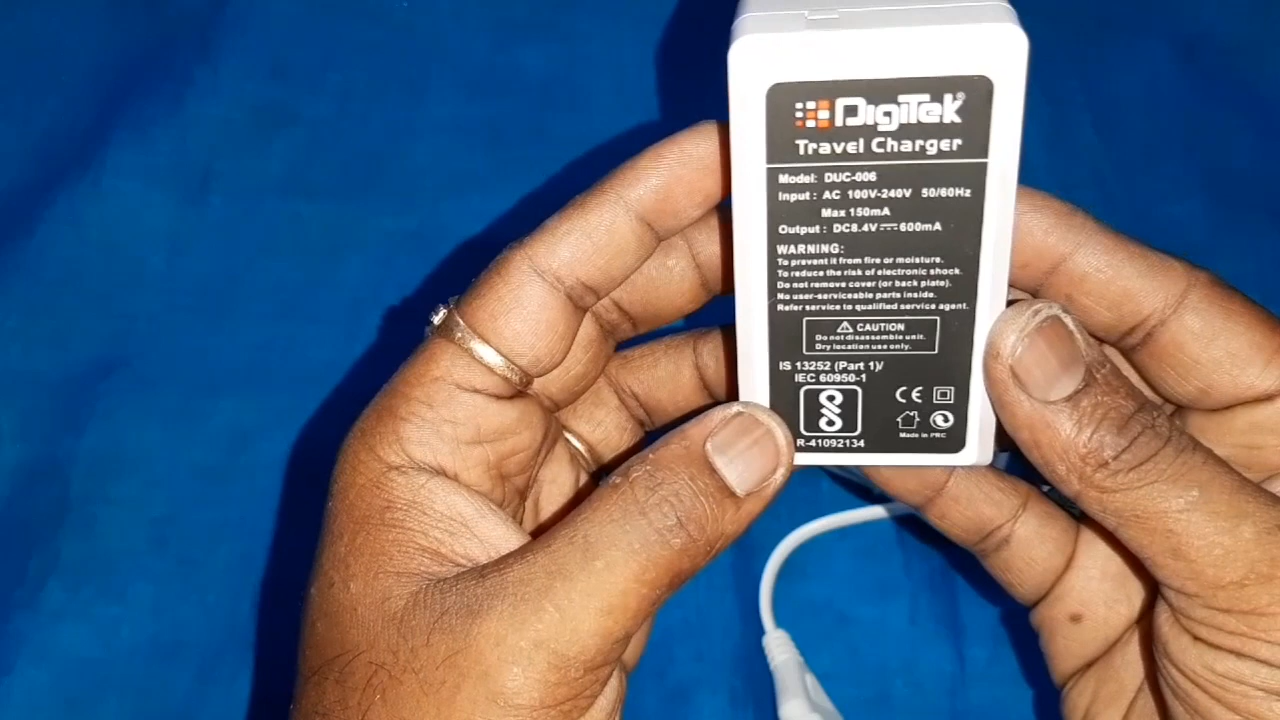 DigiTek®
Travel Charger
Model: DUC-006
Input : AC 100V-240V 50/60Hz
Max 150mA
Output : DC8.4V⎓600mA
WARNING:
To prevent it from fire or moisture.
To reduce the risk of electronic shock.
Do not remove cover (or back plate).
No user-serviceable parts inside.
Refer service to qualified service agent.
CAUTION
Do not disassemble unit.
Dry location use only.
IS 13252 (Part 1)/
IEC 60950-1
CE
R-41092134
Made in PRC